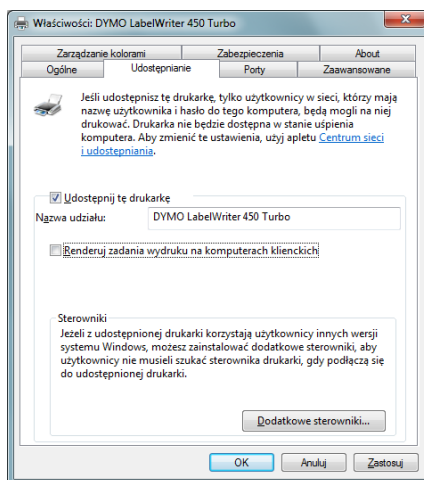 Właściwości: DYMO LabelWriter 450 Turbo
Zarządzanie kolorami Zabezpieczenia About
Ogólne Udostępnianie Porty Zaawansowane
Jeśli udostępnisz tę drukarkę, tylko użytkownicy w sieci, którzy mają
nazwę użytkownika i hasło do tego komputera, będą mogli na niej
drukować. Drukarka nie będzie dostępna w stanie uśpienia
komputera. Aby zmienić te ustawienia, użyj apletu Centrum sieci
i udostępniania.
Udostępnij tę drukarkę
Nazwa udziału: DYMO LabelWriter 450 Turbo
Renderuj zadania wydruku na komputerach klienckich
Sterowniki
Jeżeli z udostępnionej drukarki korzystają użytkownicy innych wersji
systemu Windows, możesz zainstalować dodatkowe sterowniki, aby
użytkownicy nie musieli szukać sterownika drukarki, gdy podłączą się
do udostępnionej drukarki.
Dodatkowe sterowniki...
OK Anuluj Zastosuj